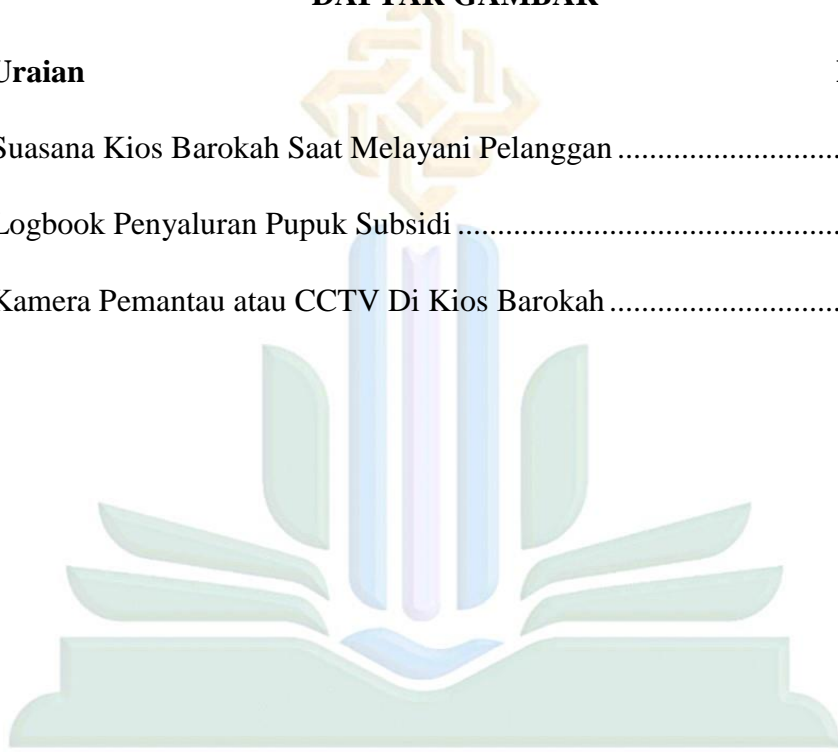 DAFTAR GAMBAR
Uraian
Suasana Kios Barokah Saat Melayani Pelanggan ............................
Logbook Penyaluran Pupuk Subsidi ................................................
Kamera Pemantau atau CCTV Di Kios Barokah .............................